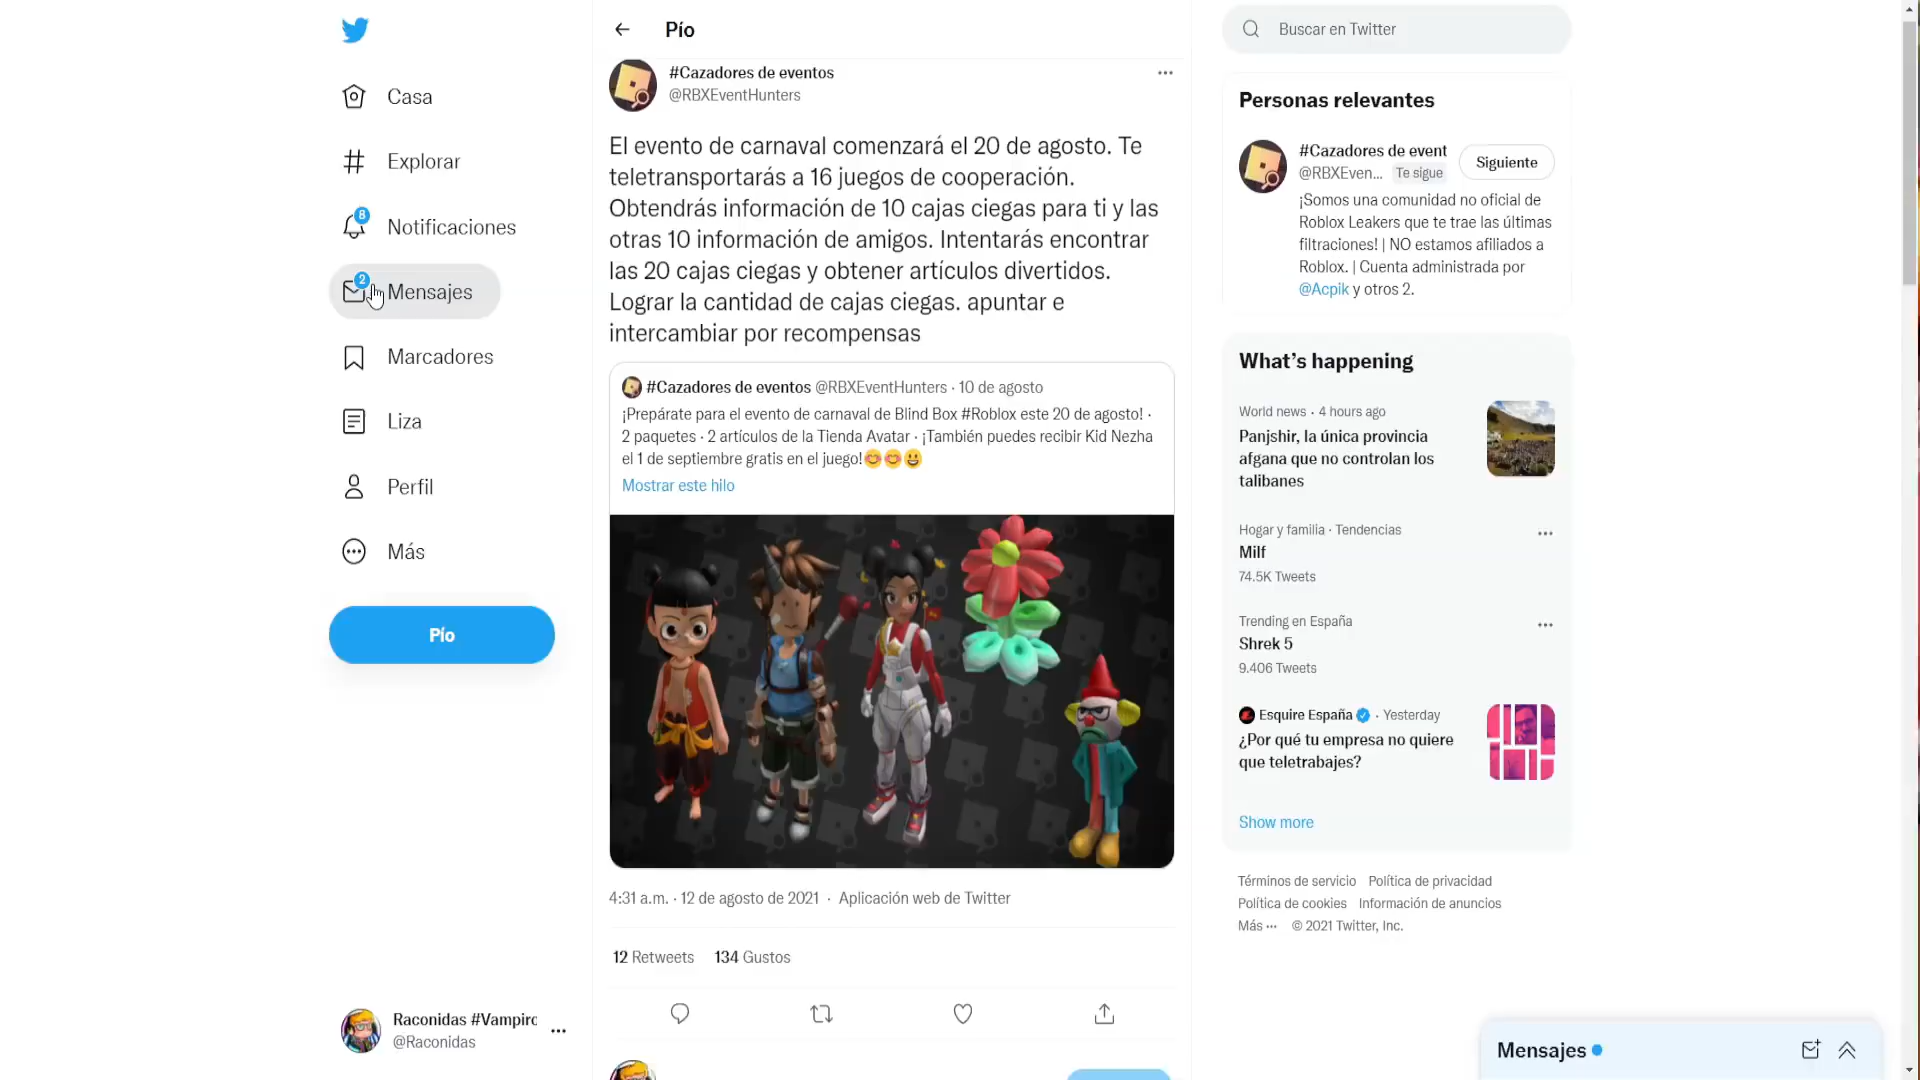 Casa
Explorar
8
Notificaciones
2
Mensajes
Marcadores
Liza
Perfil
Más
Pío
Raconidas #Vampirc
@Raconidas
Pío
#Cazadores de eventos
@RBXEventHunters
El evento de carnaval comenzará el 20 de agosto. Te
teletransportarás a 16 juegos de cooperación.
Obtendrás información de 10 cajas ciegas para ti y las
otras 10 información de amigos. Intentarás encontrar
las 20 cajas ciegas y obtener artículos divertidos.
Lograr la cantidad de cajas ciegas. apuntar e
intercambiar por recompensas
#Cazadores de eventos @RBXEventHunters · 10 de agosto
¡Prepárate para el evento de carnaval de Blind Box #Roblox este 20 de agosto! ·
2 paquetes · 2 artículos de la Tienda Avatar · ¡También puedes recibir Kid Nezha
el 1 de septiembre gratis en el juego!😊😊😃
Mostrar este hilo
4:31 a.m. · 12 de agosto de 2021 · Aplicación web de Twitter
12 Retweets 134 Gustos
Buscar en Twitter
Personas relevantes
#Cazadores de event
@RBXEven... Te sigue
Siguiente
¡Somos una comunidad no oficial de
Roblox Leakers que te trae las últimas
filtraciones! | NO estamos afiliados a
Roblox. | Cuenta administrada por
@Acpik y otros 2.
What's happening
World news · 4 hours ago
Panjshir, la única provincia
afgana que no controlan los
talibanes
Hogar y familia · Tendencias
Milf
74.5K Tweets
Trending en España
Shrek 5
9.406 Tweets
Esquire España · Yesterday
¿Por qué tu empresa no quiere
que teletrabajes?
Show more
Términos de servicio Política de privacidad
Política de cookies Información de anuncios
Más ··· © 2021 Twitter, Inc.
Mensajes